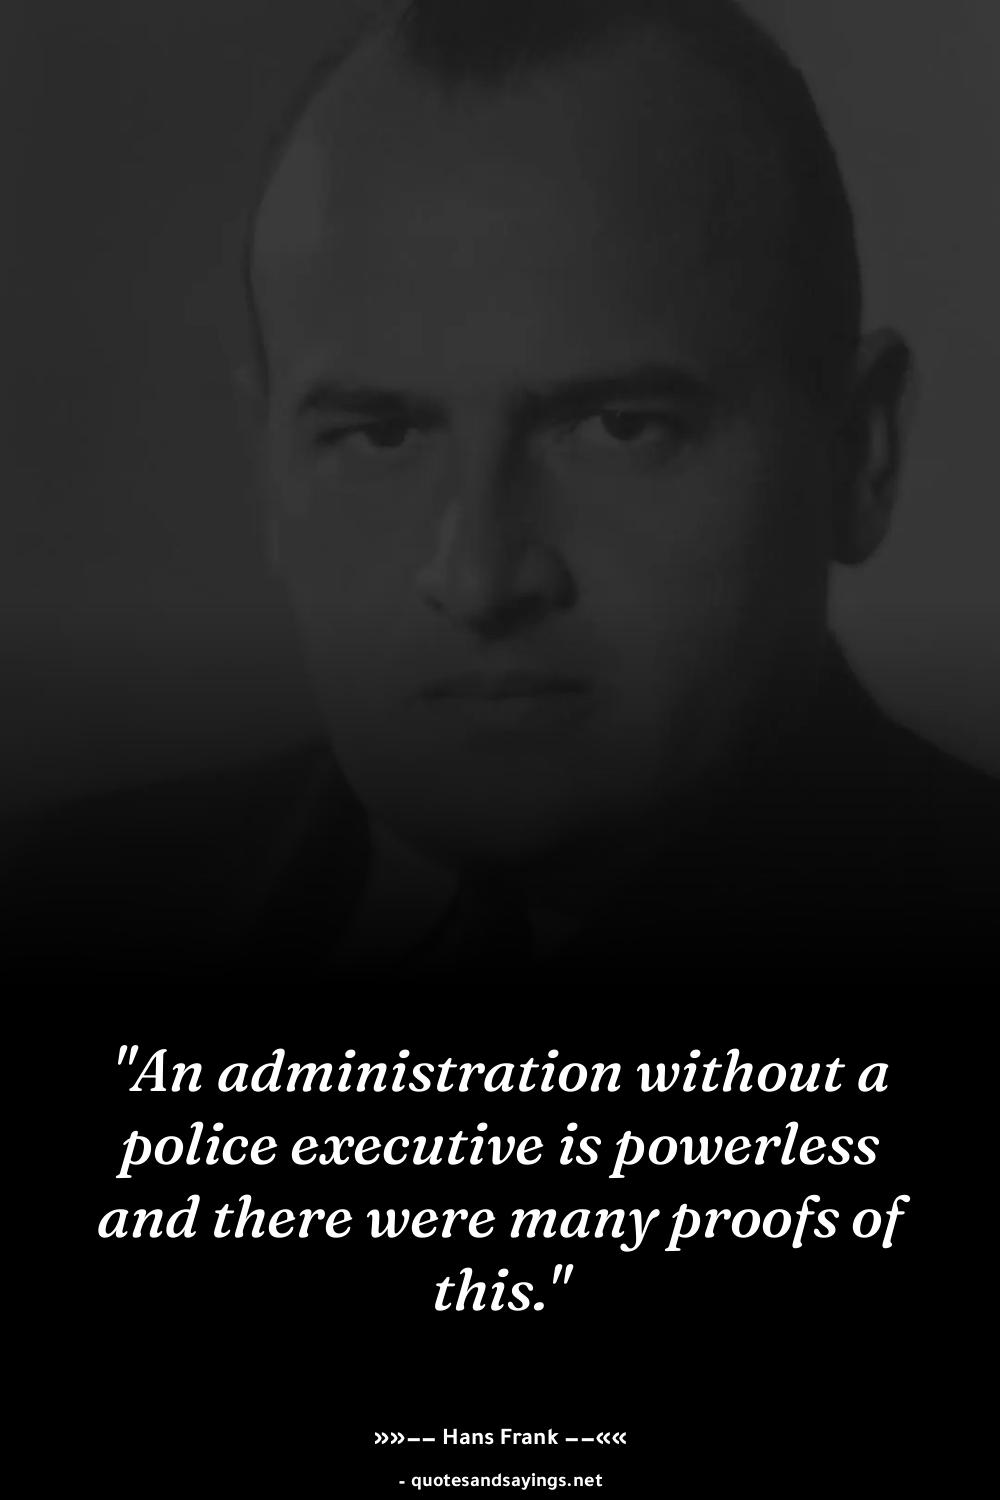 "An administration without a
police executive is powerless
and there were many proofs of
this."
»»−− Hans Frank −−««
- quotesandsayings.net